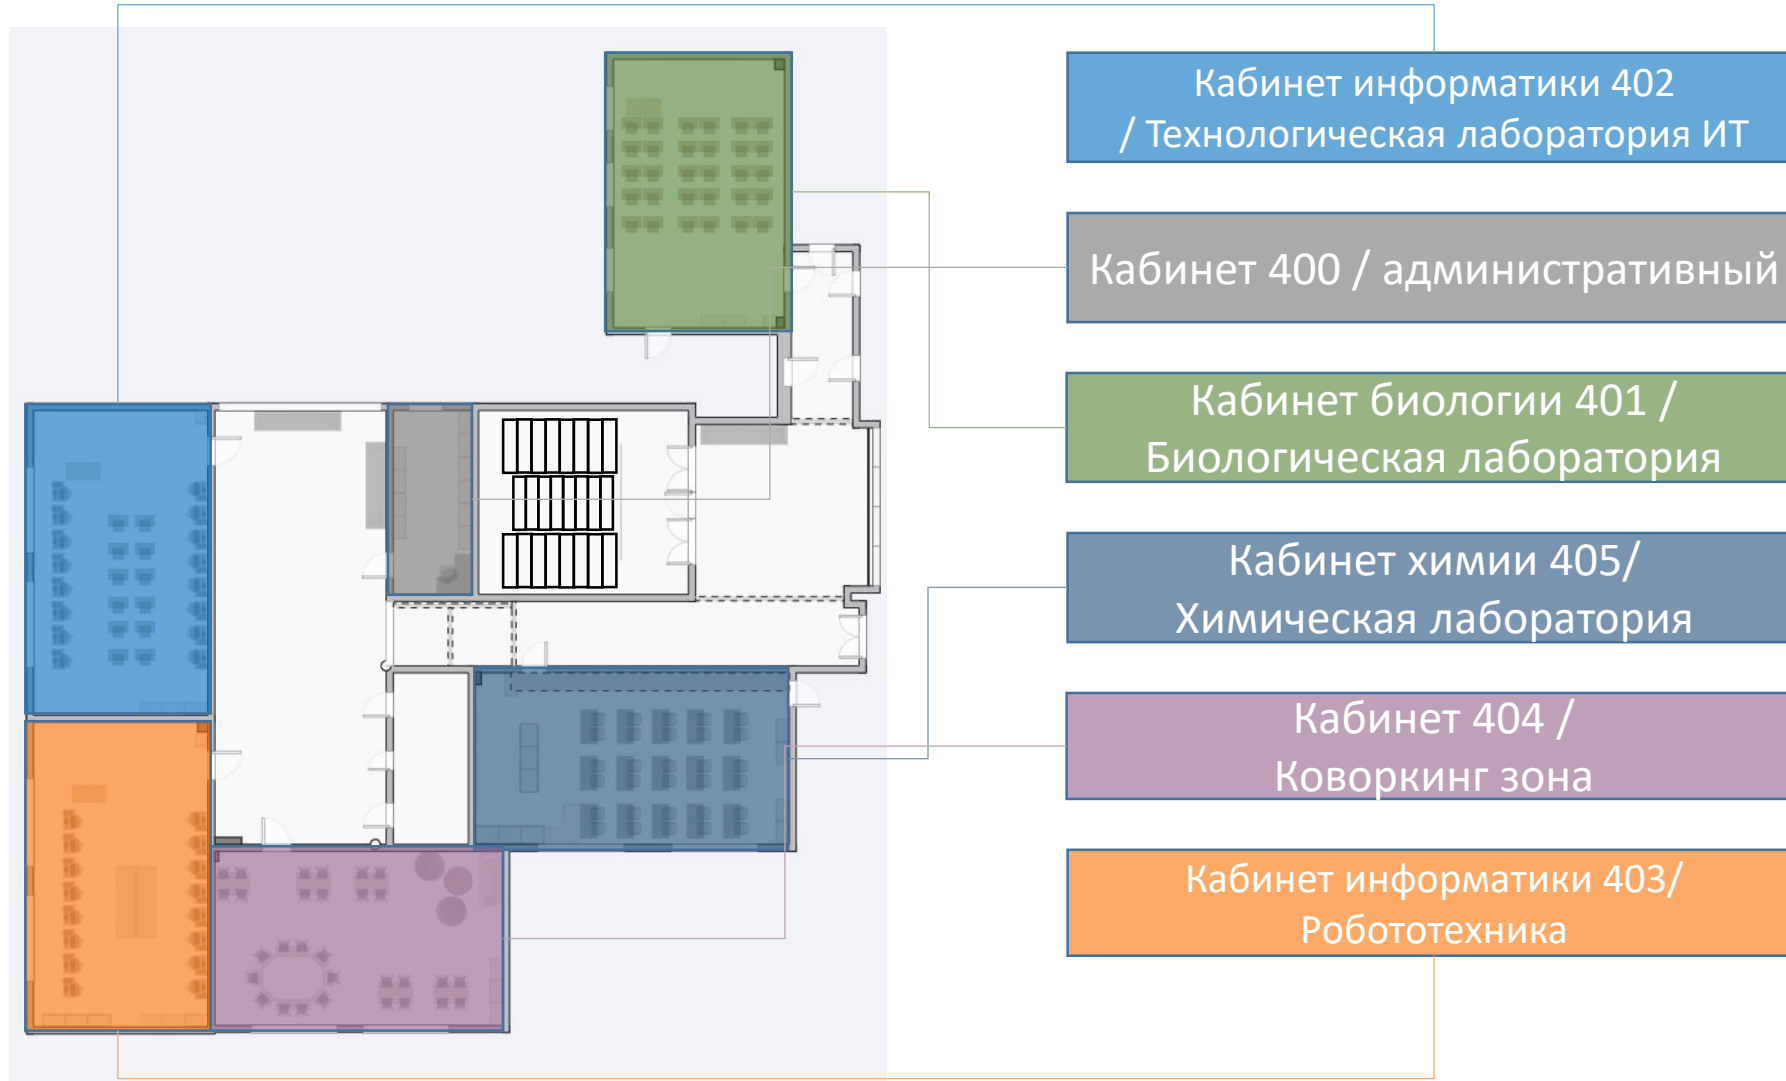 Кабинет информатики 402
/ Технологическая лаборатория ИТ
Кабинет 400 / административный
Кабинет биологии 401 /
Биологическая лаборатория
Кабинет химии 405/
Химическая лаборатория
Кабинет 404 /
Коворкинг зона
Кабинет информатики 403/
Робототехника